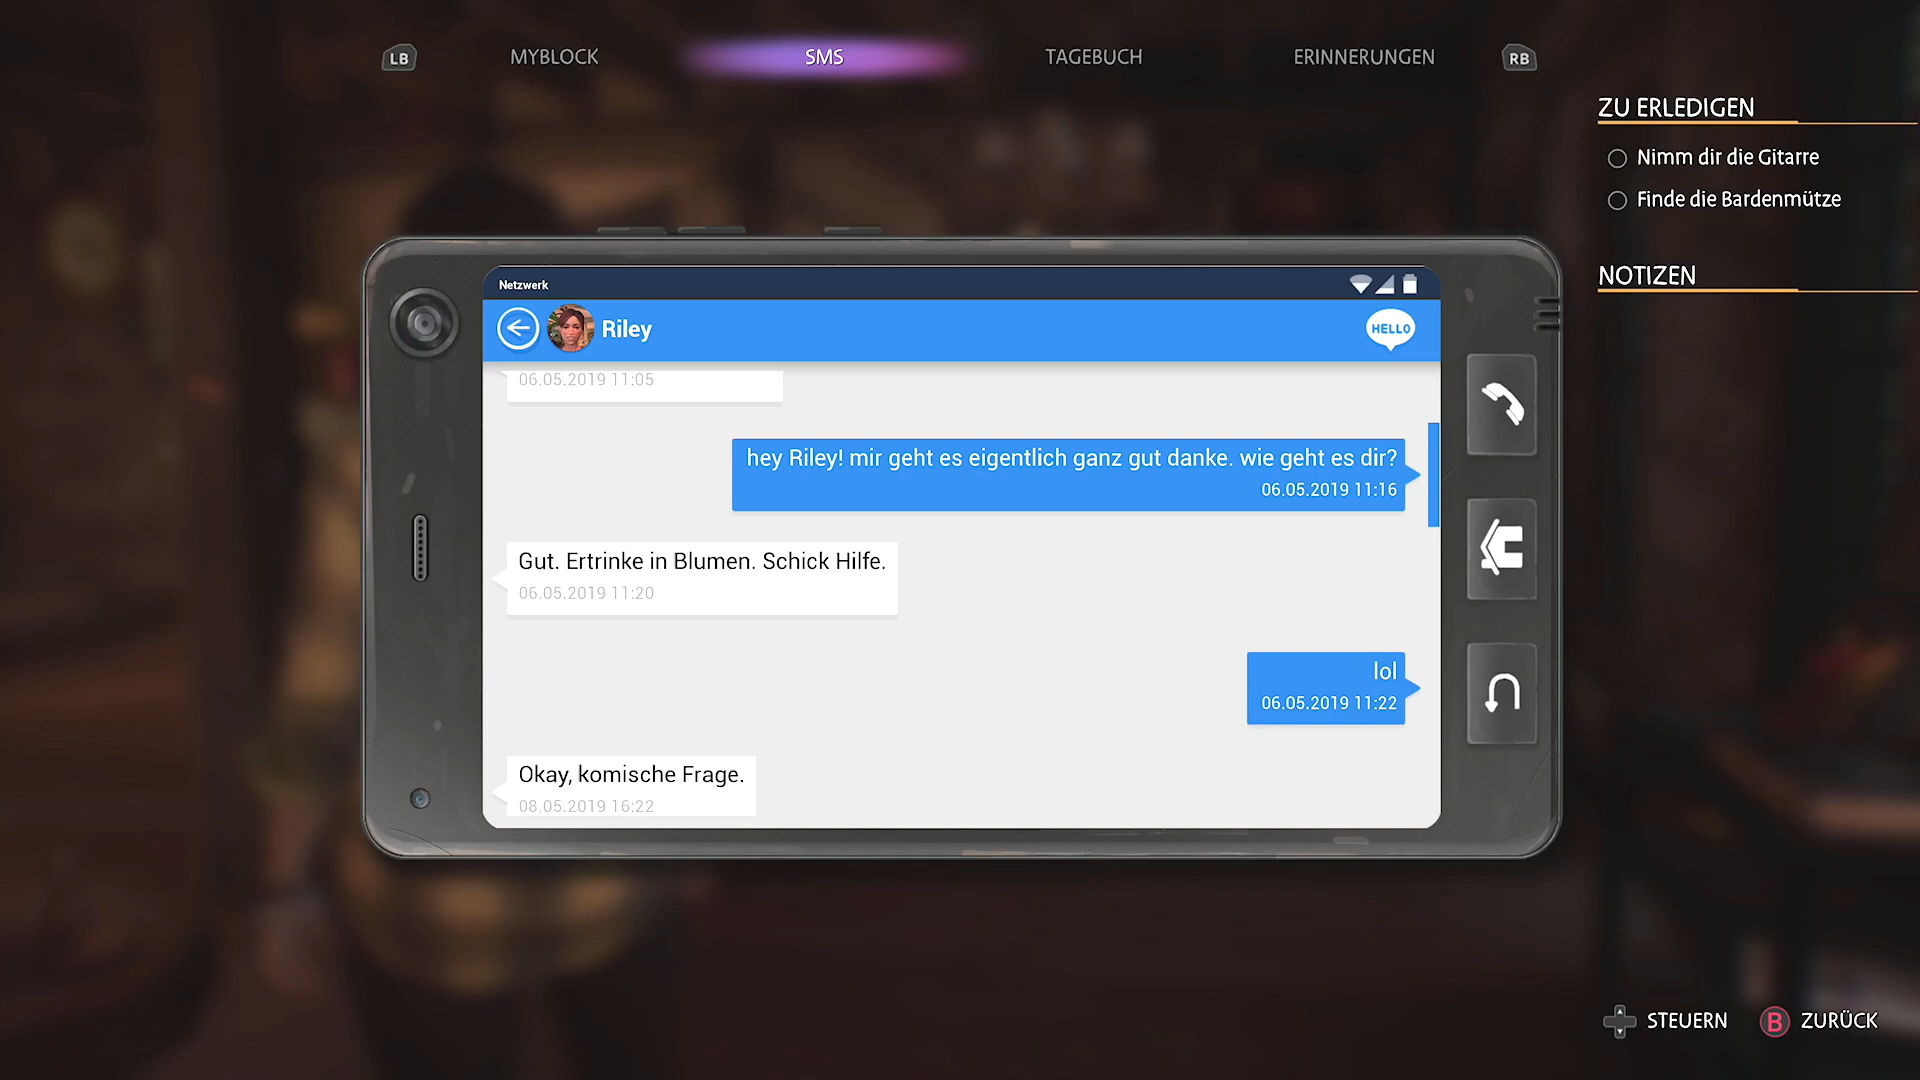 LB
MYBLOCK
SMS
TAGEBUCH
ERINNERUNGEN
RB
ZU ERLEDIGEN
Nimm dir die Gitarre
Finde die Bardenmütze
NOTIZEN
Netzwerk
Riley
HELLO
06.05.2019 11:05
hey Riley! mir geht es eigentlich ganz gut danke. wie geht es dir?
06.05.2019 11:16
Gut. Ertrinke in Blumen. Schick Hilfe.
06.05.2019 11:20
lol
06.05.2019 11:22
Okay, komische Frage.
08.05.2019 16:22
STEUERN
B ZURÜCK